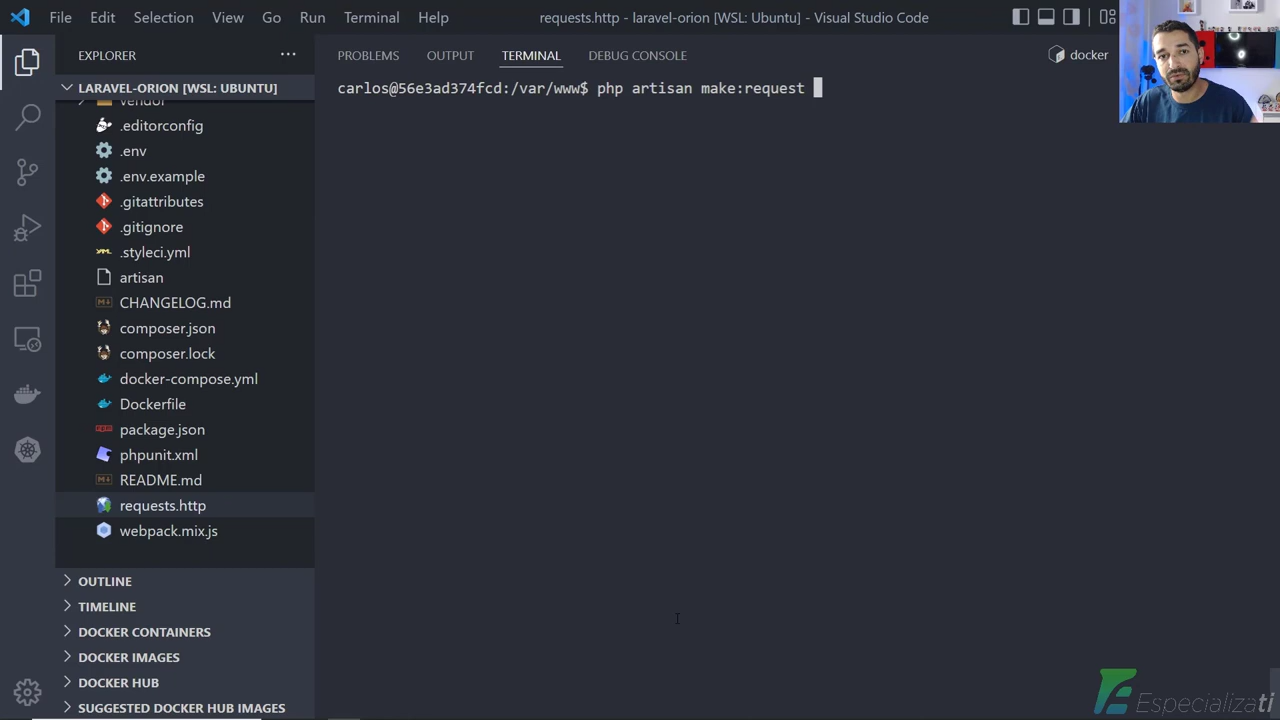 File Edit Selection View Go Run Terminal Help requests.http - laravel-orion [WSL: Ubuntu] - Visual Studio Code
EXPLORER
LARAVEL-ORION [WSL: UBUNTU]
vendor
.editorconfig
.env
.env.example
.gitattributes
.gitignore
.styleci.yml
artisan
CHANGELOG.md
composer.json
composer.lock
docker-compose.yml
Dockerfile
package.json
phpunit.xml
README.md
requests.http
webpack.mix.js
OUTLINE
TIMELINE
DOCKER CONTAINERS
DOCKER IMAGES
DOCKER HUB
SUGGESTED DOCKER HUB IMAGES
PROBLEMS OUTPUT TERMINAL DEBUG CONSOLE docker
carlos@56e3adb74fcd:/var/www$ php artisan make:request
Especializati